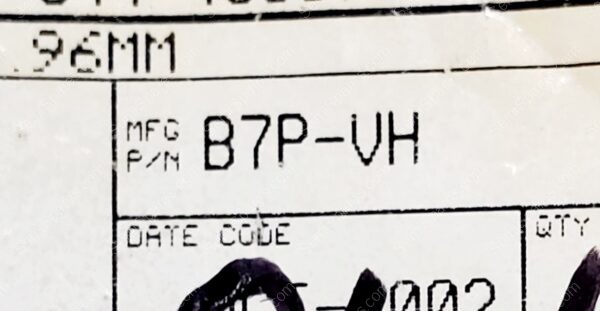 .96MM
MFG
P/N B7P-VH
DATE CODE
QTY